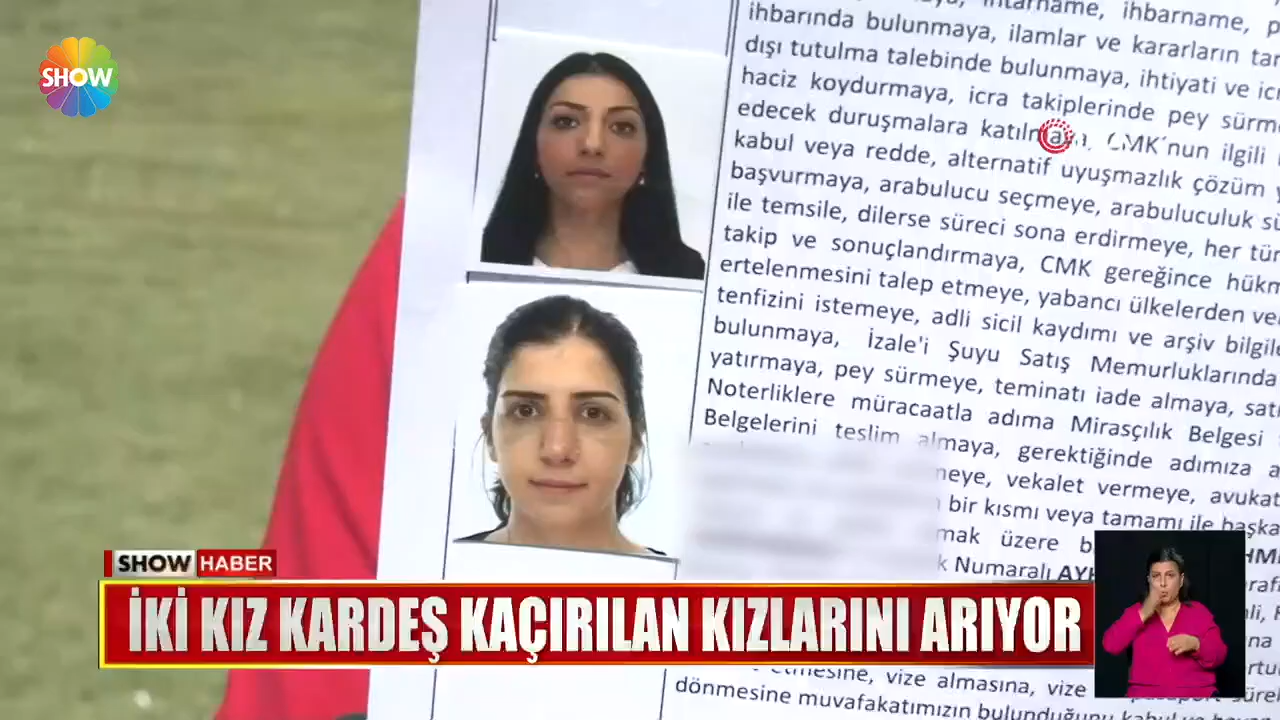 SHOW
intarname, ihbarname,
ihbarında bulunmaya, ilamlar ve kararların
dışı tutulma talebinde bulunmaya, ihtiyati ve
haciz koydurmaya, icra takiplerinde pey
edecek duruşmalara katılmaya, CMK'nun ilgili
kabul veya redde, alternatif uyuşmazlık çözüm
başvurmaya, arabulucu seçmeye, arabuluculuk
ile temsile, dilerse süreci sona erdirmeye, her
takip ve sonuçlandırmaya, CMK gereğince
ertelenmesini talep etmeye, yabancı ülkelerden
tenfizini istemeye, adli sicil kaydımı ve arşiv
bulunmaya, İzale'i Şuyu Satış Memurluklarında
yatırmaya, pey sürmeye, teminatı iade almaya,
Noterliklere müracaatla adıma Mirasçılık Belgesi
Belgelerini teslim almaya, gerektiğinde adımıza
vekalet vermeye,
bir kısmı veya tamamı ile başka
üzere
Numaralı
SHOW HABER
İKİ KIZ KARDEŞ KAÇIRILAN KIZLARINI ARIYOR
etmesine, vize almasına, vize
dönmesine muvafakatımızın bulunduğunu kabul